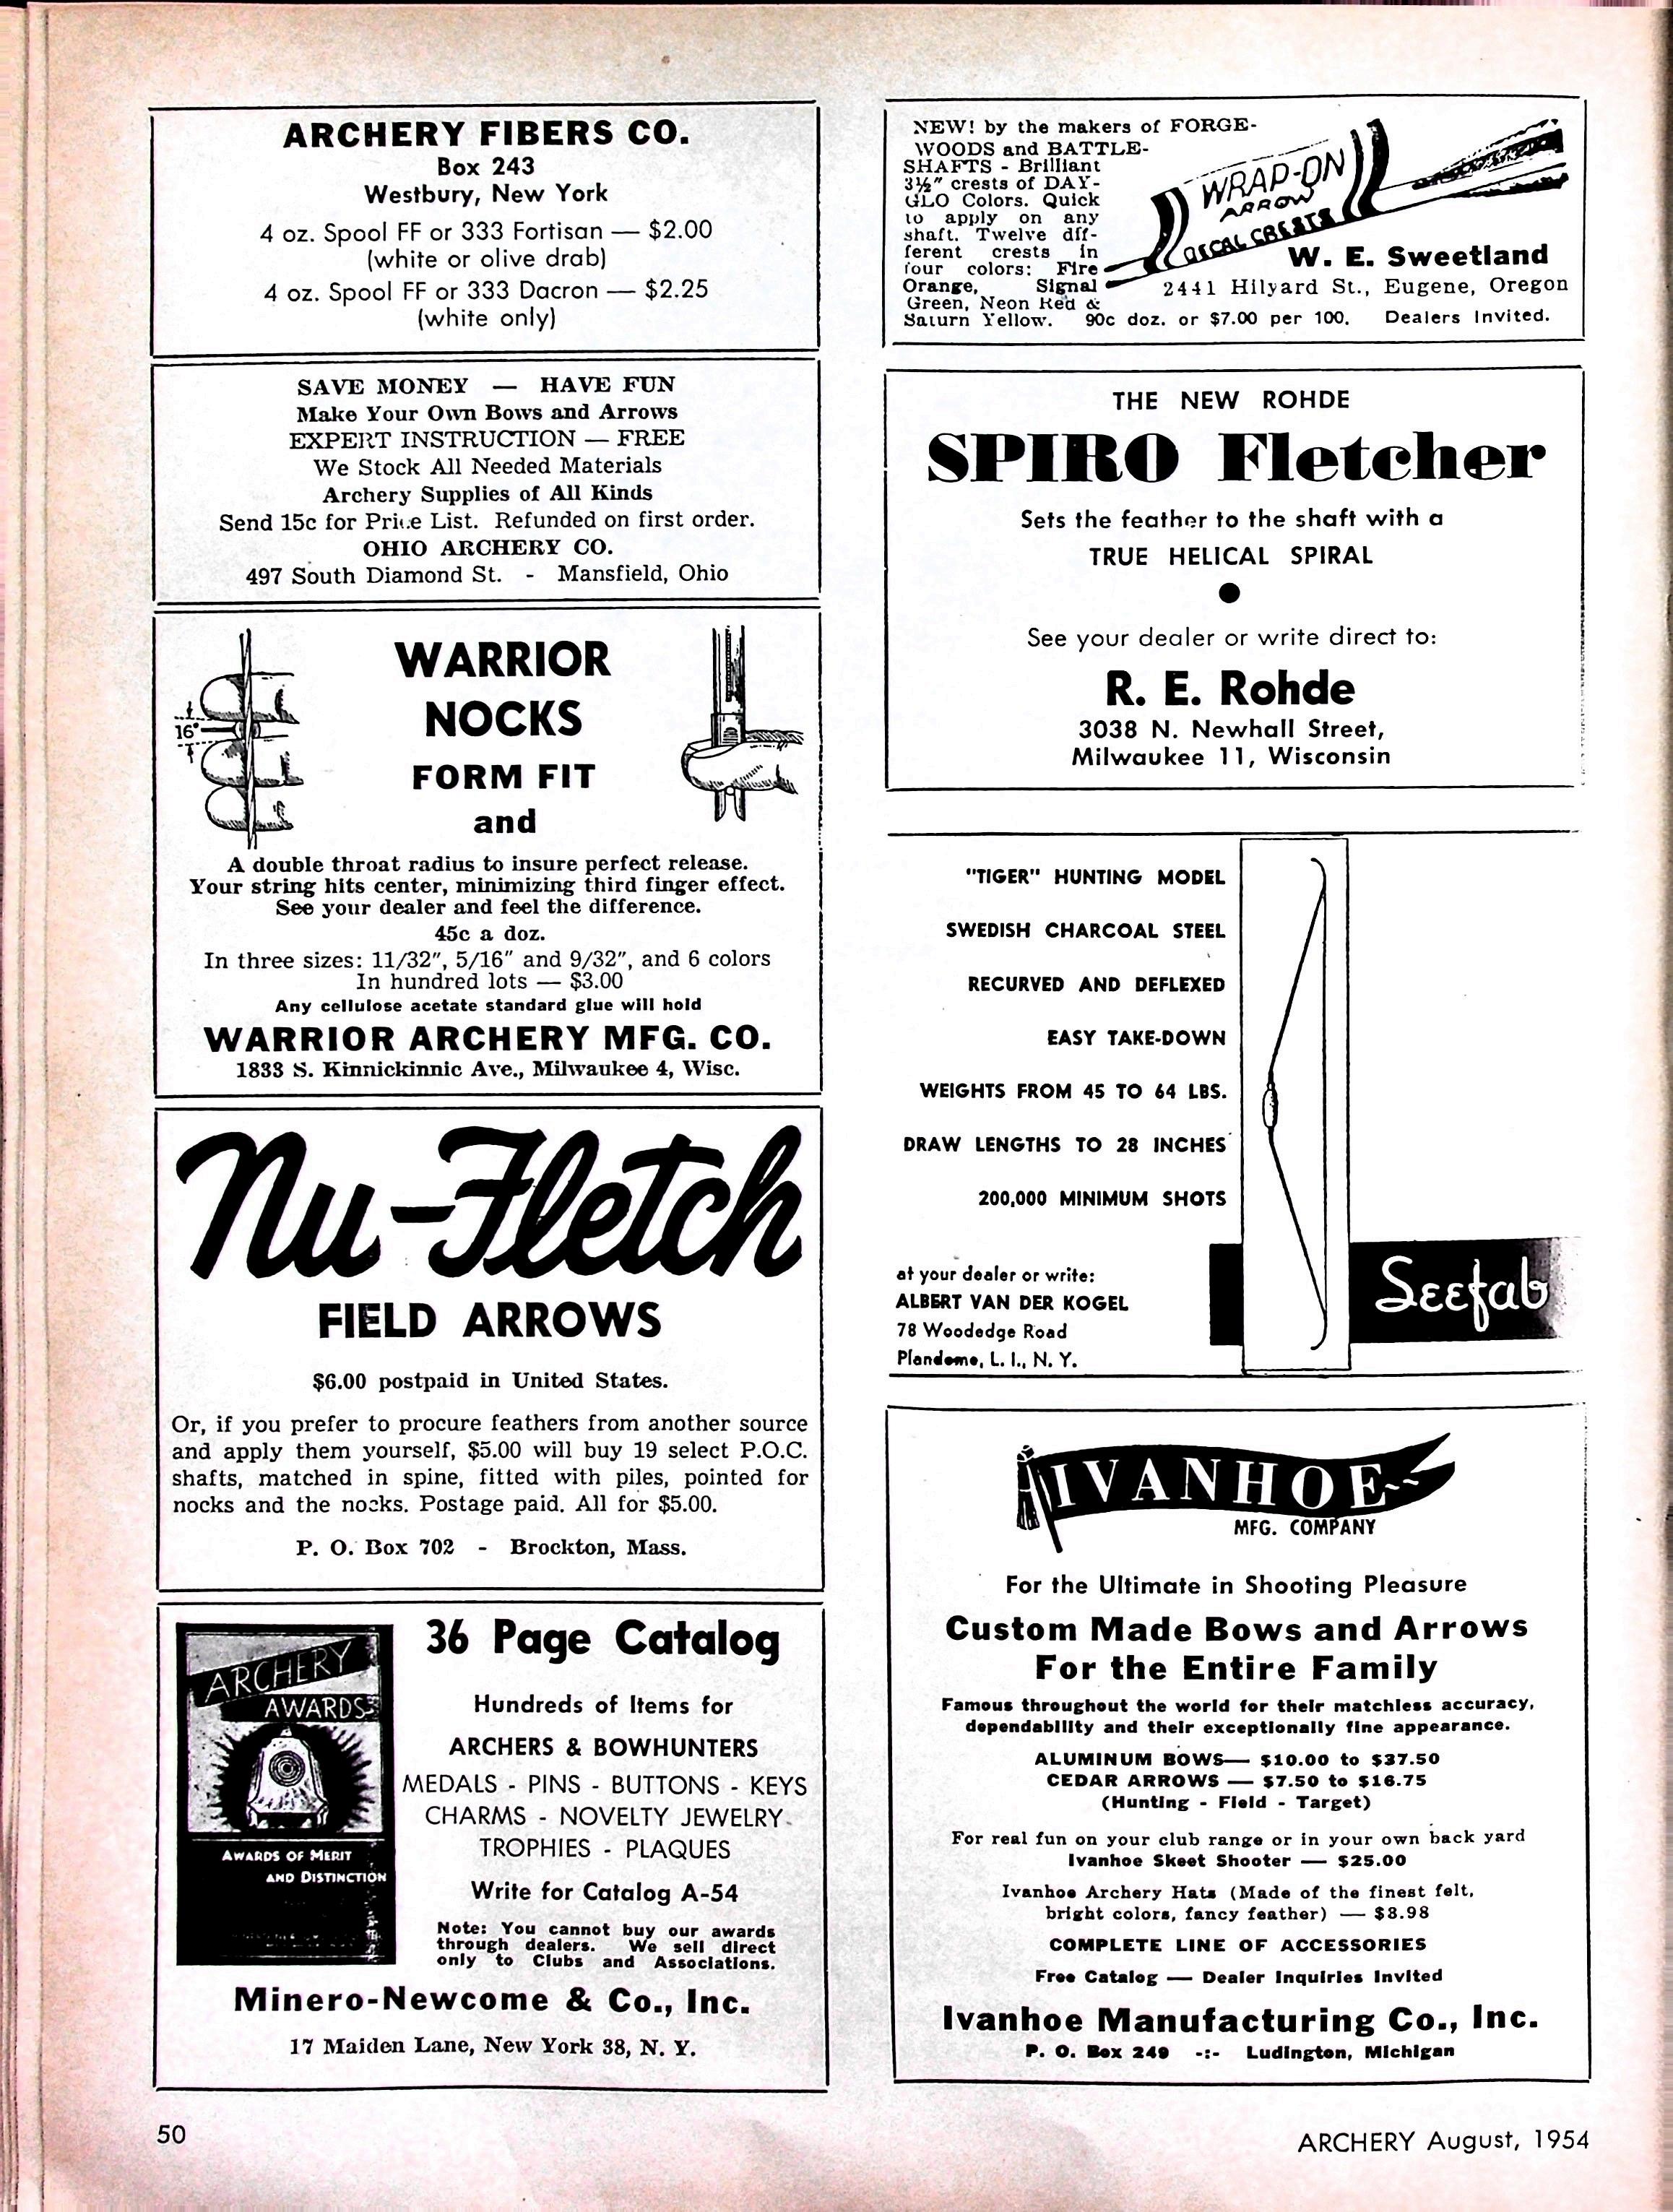 ARCHERY FIBERS CO.
Box 243
Westbury, New York
4 oz. Spool FF or 333 Fortisan — $2.00
(white or olive drab)
4 oz. Spool FF or 333 Dacron — $2.25
(white only)
SAVE MONEY — HAVE FUN
Make Your Own Bows and Arrows
EXPERT INSTRUCTION — FREE
We Stock All Needed Materials
Archery Supplies of All Kinds
Send 15c for Price List. Refunded on first order.
OHIO ARCHERY CO.
497 South Diamond St. - Mansfield, Ohio
16°
WARRIOR
NOCKS
FORM FIT
and
A double throat radius to insure perfect release.
Your string hits center, minimizing third finger effect.
See your dealer and feel the difference.
45c a doz.
In three sizes: 11/32", 5/16" and 9/32", and 6 colors
In hundred lots — $3.00
Any cellulose acetate standard glue will hold
WARRIOR ARCHERY MFG. CO.
1833 S. Kinnickinnic Ave., Milwaukee 4, Wisc.
Nu-Fletch
FIELD ARROWS
$6.00 postpaid in United States.
Or, if you prefer to procure feathers from another source
and apply them yourself, $5.00 will buy 19 select P.O.C.
shafts, matched in spine, fitted with piles, pointed for
nocks and the nocks. Postage paid. All for $5.00.
P. O. Box 702 - Brockton, Mass.
ARCHERY
AWARDS
AWARDS OF MERIT
AND DISTINCTION
36 Page Catalog
Hundreds of Items for
ARCHERS & BOWHUNTERS
MEDALS - PINS - BUTTONS - KEYS
CHARMS - NOVELTY JEWELRY
TROPHIES - PLAQUES
Write for Catalog A-54
Note: You cannot buy our awards
through dealers. We sell direct
only to Clubs and Associations.
Minero-Newcome & Co., Inc.
17 Maiden Lane, New York 38, N. Y.
NEW! by the makers of FORGE-
WOODS and BATTLE-
SHAFTS - Brilliant
3½" crests of DAY-
GLO Colors. Quick
to apply on any
shaft. Twelve dif-
ferent crests in
four colors: Fire
Orange, Signal
Green, Neon Red &
Saturn Yellow. 90c doz. or $7.00 per 100. Dealers Invited.
WRAP-ON
ARROW
DECAL CRESTS
W. E. Sweetland
2441 Hilyard St., Eugene, Oregon
THE NEW ROHDE
SPIRO Fletcher
Sets the feather to the shaft with a
TRUE HELICAL SPIRAL
See your dealer or write direct to:
R. E. Rohde
3038 N. Newhall Street,
Milwaukee 11, Wisconsin
"TIGER" HUNTING MODEL
SWEDISH CHARCOAL STEEL
RECURVED AND DEFLEXED
EASY TAKE-DOWN
WEIGHTS FROM 45 TO 64 LBS.
DRAW LENGTHS TO 28 INCHES
200,000 MINIMUM SHOTS
at your dealer or write:
ALBERT VAN DER KOGEL
78 Woodedge Road
Plandome, L. I., N. Y.
Seefab
IVANHOE
MFG. COMPANY
For the Ultimate in Shooting Pleasure
Custom Made Bows and Arrows
For the Entire Family
Famous throughout the world for their matchless accuracy,
dependability and their exceptionally fine appearance.
ALUMINUM BOWS— $10.00 to $37.50
CEDAR ARROWS — $7.50 to $16.75
(Hunting - Field - Target)
For real fun on your club range or in your own back yard
Ivanhoe Skeet Shooter — $25.00
Ivanhoe Archery Hats (Made of the finest felt,
bright colors, fancy feather) — $3.98
COMPLETE LINE OF ACCESSORIES
Free Catalog — Dealer Inquiries Invited
Ivanhoe Manufacturing Co., Inc.
P. O. Box 249 -:- Ludington, Michigan
50
ARCHERY August, 1954